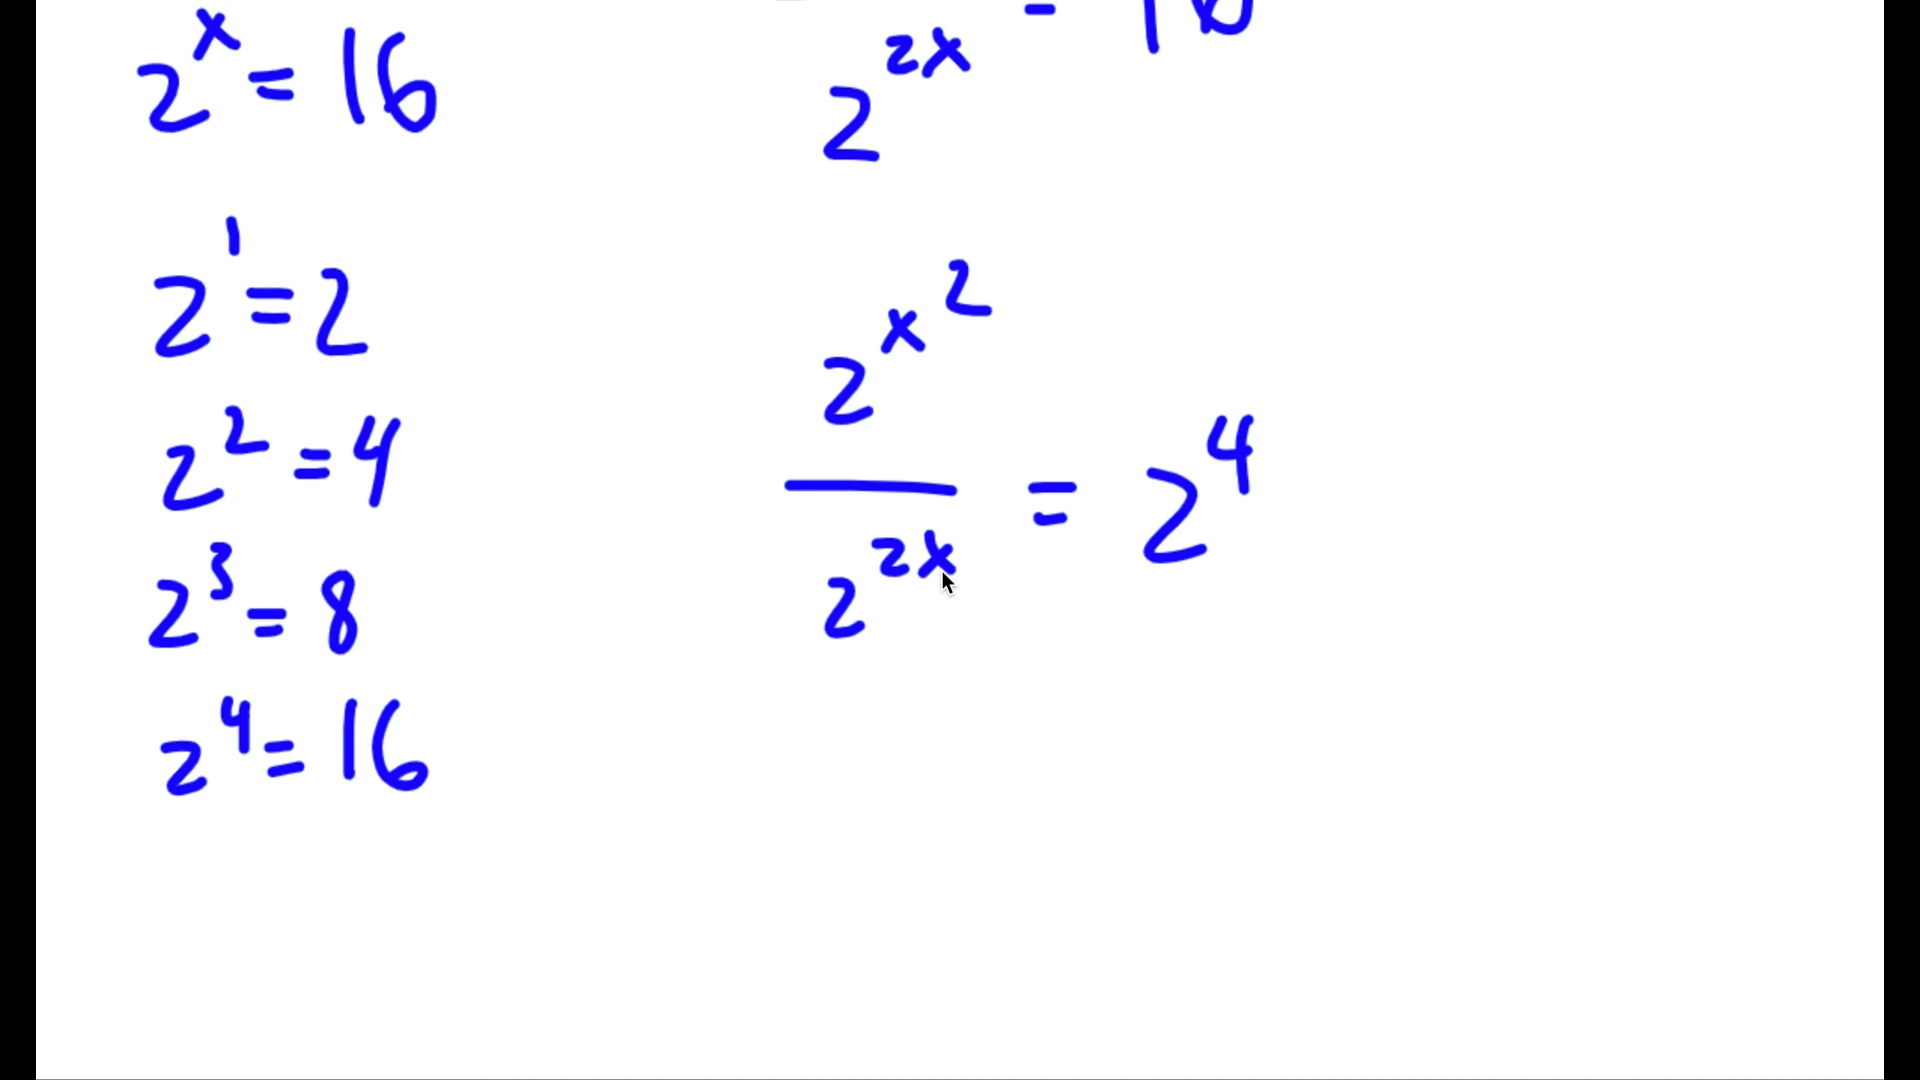 2^x = 16
2^1 = 2
2^2 = 4
2^3 = 8
2^4 = 16
2^{2x} = 16
2^{x^2}
/ 2^{2x} = 2^4